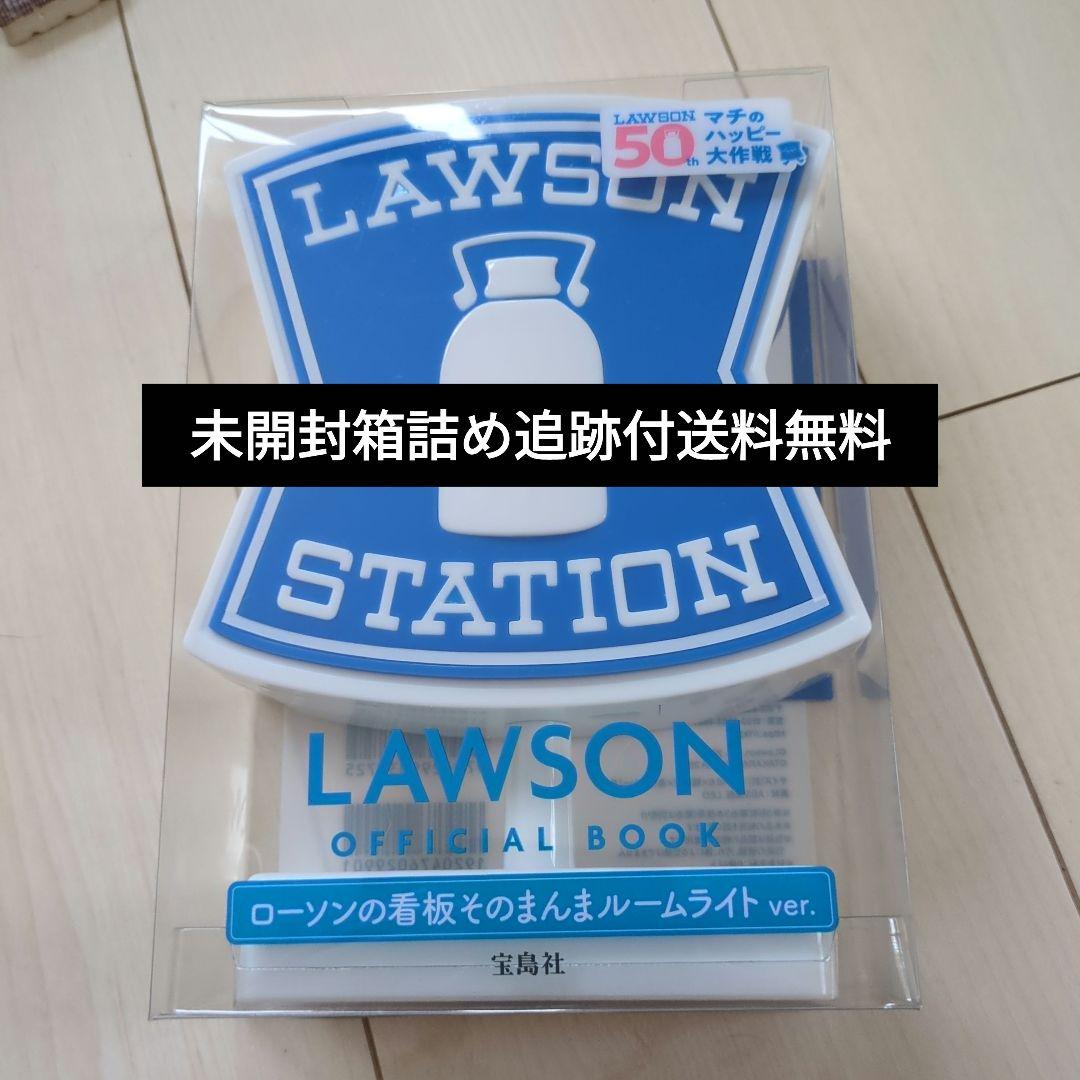 LAWSON
50th
マチの
ハッピー
大作戦
LAWSON
未開封箱詰め追跡付送料無料
STATION
LAWSON
OFFICIAL BOOK
ローソンの看板そのまんまルームライト ver.
宝島社